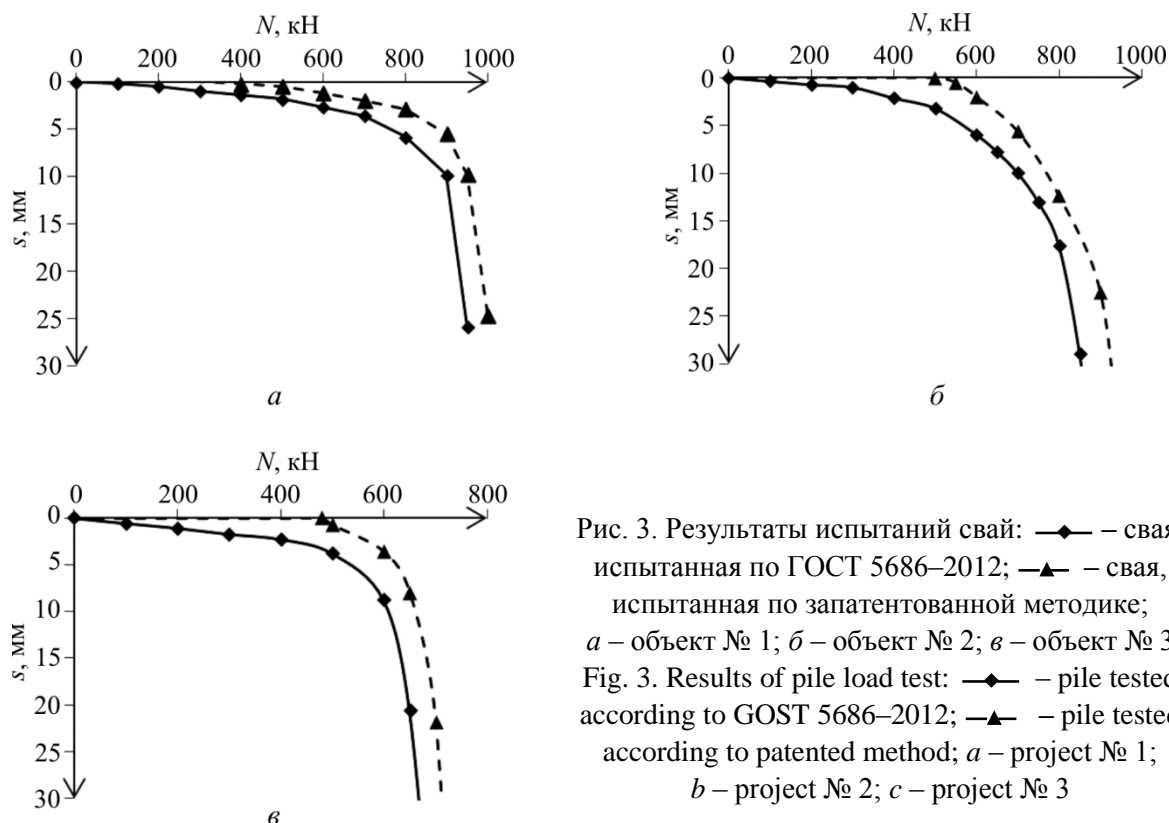 N, кН
0 200 400 600 800 1000
0
5
10
15
20
25
30
s, мм
а
N, кН
0 200 400 600 800 1000
0
5
10
15
20
25
30
s, мм
б
N, кН
0 200 400 600 800
0
5
10
15
20
25
30
s, мм
в
Рис. 3. Результаты испытаний свай: – свая
испытанная по ГОСТ 5686–2012; – свая,
испытанная по запатентованной методике;
а – объект № 1; б – объект № 2; в – объект № 3
Fig. 3. Results of pile load test: – pile tested
according to GOST 5686–2012; – pile tested
according to patented method; a – project № 1;
b – project № 2; c – project № 3